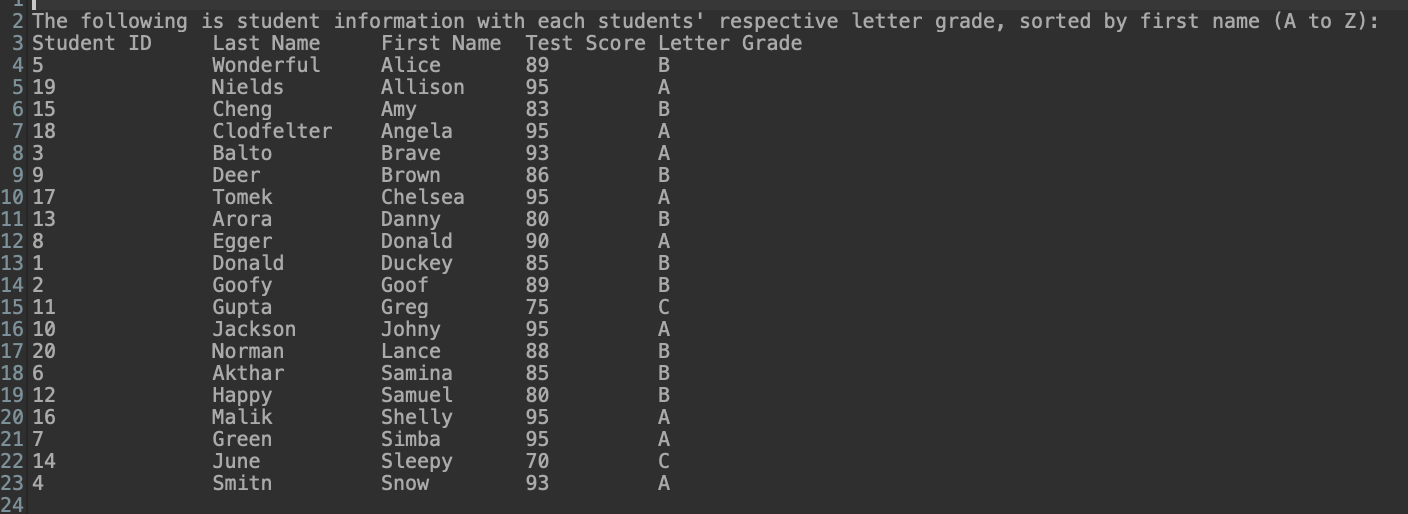 1
2 The following is student information with each students' respective letter grade, sorted by first name (A to Z):
3 Student ID Last Name First Name Test Score Letter Grade
4 5 Wonderful Alice 89 B
5 19 Nields Allison 95 A
6 15 Cheng Amy 83 B
7 18 Clodfelter Angela 95 A
8 3 Balto Brave 93 A
9 9 Deer Brown 86 B
10 17 Tomek Chelsea 95 A
11 13 Arora Danny 80 B
12 8 Egger Donald 90 A
13 1 Donald Duckey 85 B
14 2 Goofy Goof 89 B
15 11 Gupta Greg 75 C
16 10 Jackson Johny 95 A
17 20 Norman Lance 88 B
18 6 Akthar Samina 85 B
19 12 Happy Samuel 80 B
20 16 Malik Shelly 95 A
21 7 Green Simba 95 A
22 14 June Sleepy 70 C
23 4 Smitn Snow 93 A
24